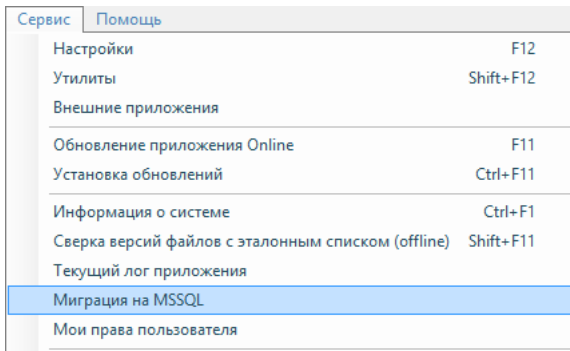 Сервис Помощь
Настройки F12
Утилиты Shift+F12
Внешние приложения
Обновление приложения Online F11
Установка обновлений Ctrl+F11
Информация о системе Ctrl+F1
Сверка версий файлов с эталонным списком (offline) Shift+F11
Текущий лог приложения
Миграция на MSSQL
Мои права пользователя